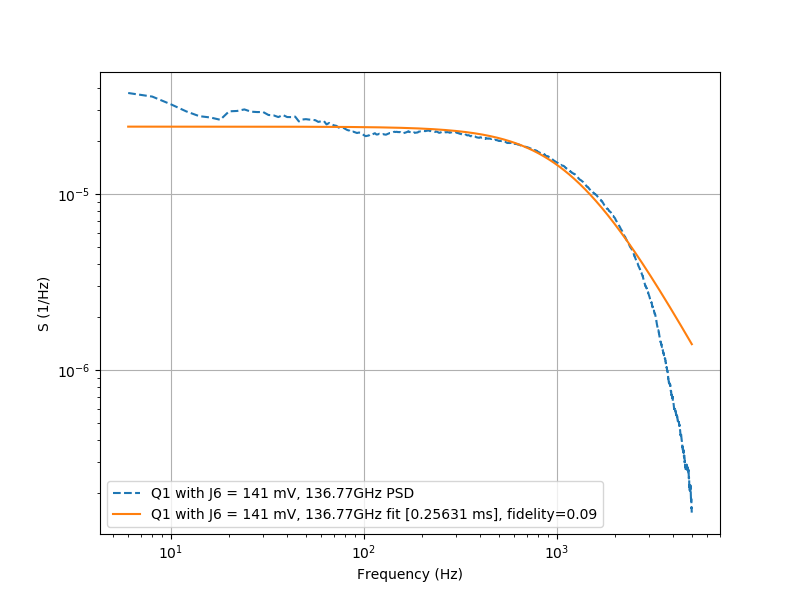 10⁻⁵
10⁻⁶
S (1/Hz)
Q1 with J6 = 141 mV, 136.77GHz PSD
Q1 with J6 = 141 mV, 136.77GHz fit [0.25631 ms], fidelity=0.09
10¹ 10² 10³
Frequency (Hz)